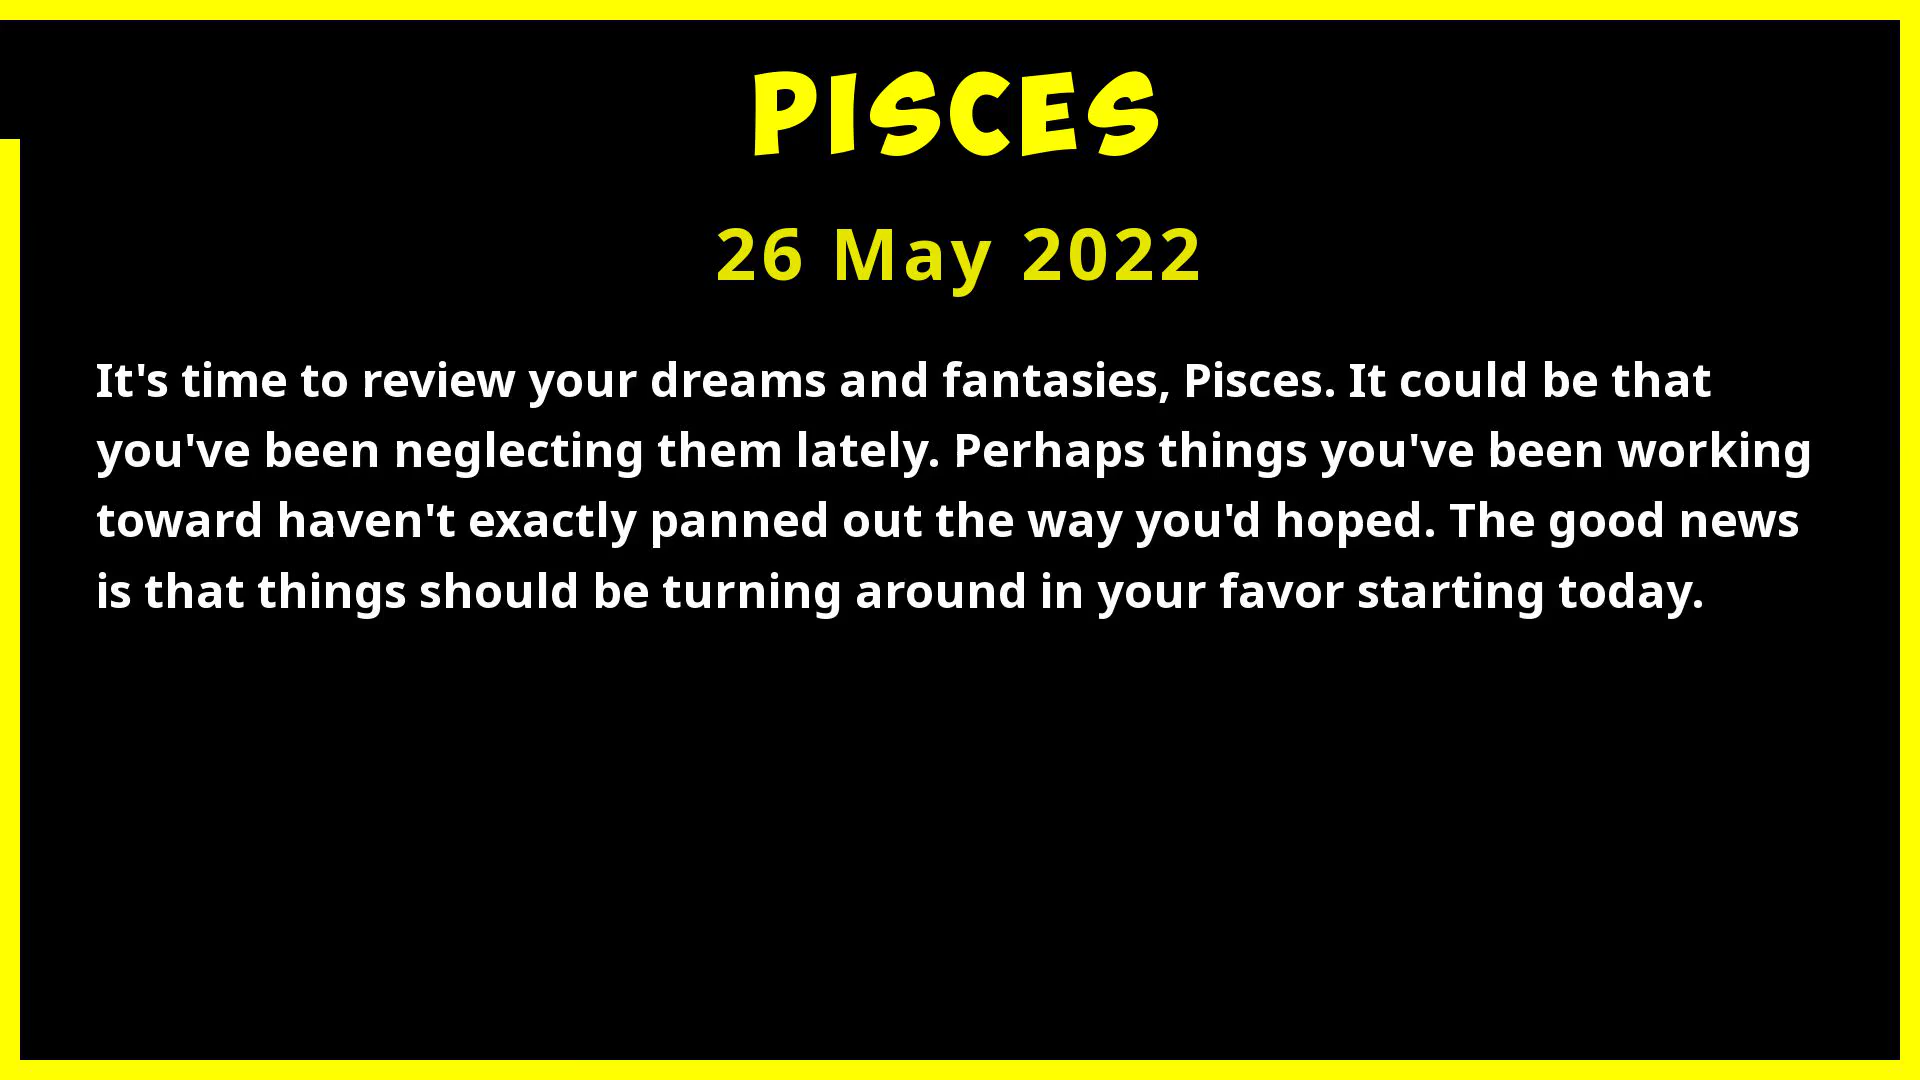 PISCES
26 May 2022
It's time to review your dreams and fantasies, Pisces. It could be that
you've been neglecting them lately. Perhaps things you've been working
toward haven't exactly panned out the way you'd hoped. The good news
is that things should be turning around in your favor starting today.